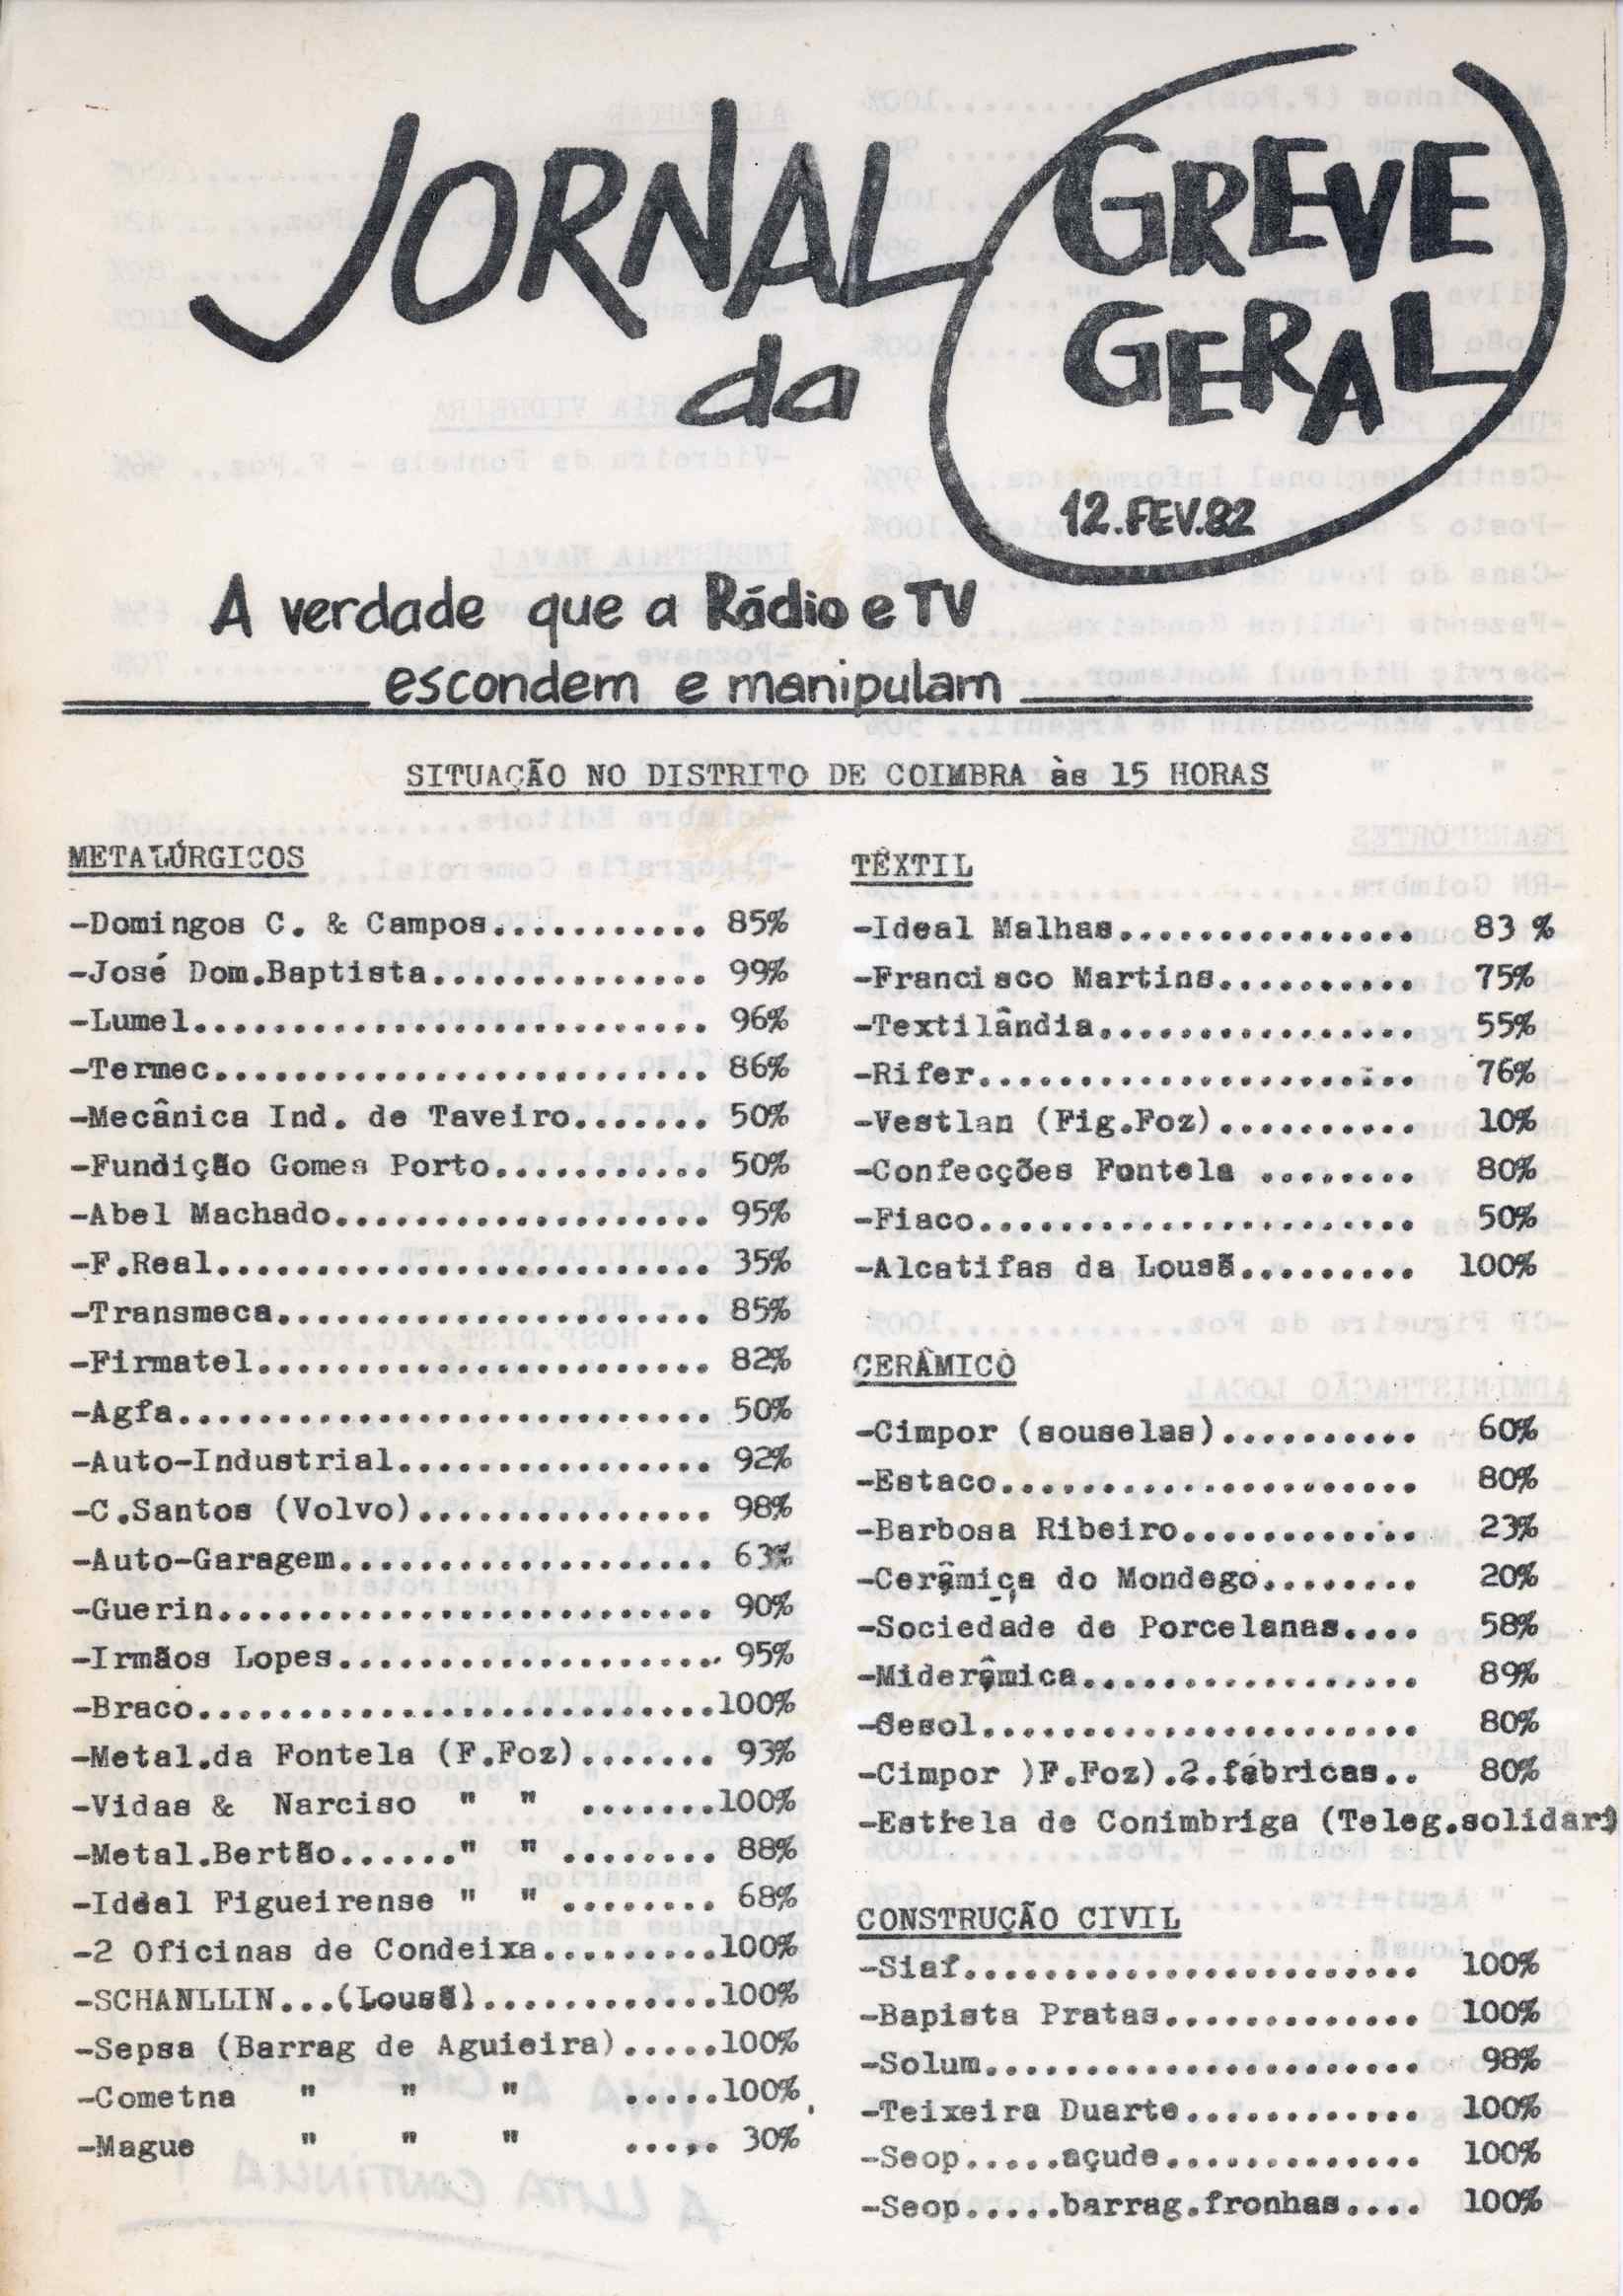 JORNAL
da
GREVE
GERAL
12.FEV.82
A verdade que a Rádio e TV
escondem e manipulam
SITUAÇÃO NO DISTRITO DE COIMBRA às 15 HORAS
METALÚRGICOS
-Domingos C. & Campos........... 85%
-José Dom.Baptista.............. 99%
-Lumel.......................... 96%
-Termec......................... 86%
-Mecânica Ind. de Taveiro....... 50%
-Fundição Gomes Porto........... 50%
-Abel Machado................... 95%
-F.Real......................... 35%
-Transmeca...................... 85%
-Firmatel....................... 82%
-Agfa........................... 50%
-Auto-Industrial................ 92%
-C.Santos (Volvo)............... 98%
-Auto-Garagem................... 63%
-Guerin......................... 90%
-Irmãos Lopes................... 95%
-Braco..........................100%
-Metal.da Fontela (F.Foz)....... 93%
-Vidas & Narciso " " .......100%
-Metal.Bertão......." " ........ 88%
-Idéal Figueirense " " ........ 68%
-2 Oficinas de Condeixa.........100%
-SCHANLLIN...(Lousã)............100%
-Sepsa (Barrag de Aguieira).....100%
-Cometna " " " .....100%
-Mague " " " ..... 30%
TÊXTIL
-Ideal Malhas............... 83 %
-Francisco Martins.......... 75%
-Textilândia................ 55%
-Rifer...................... 76%
-Vestlan (Fig.Foz).......... 10%
-Confecções Fontela ........ 80%
-Fiaco...................... 50%
-Alcatifas da Lousã......... 100%
CERÂMICO
-Cimpor (souselas).......... 60%
-Estaco..................... 80%
-Barbosa Ribeiro............ 23%
-Cerâmica do Mondego........ 20%
-Sociedade de Porcelanas.... 58%
-Miderâmica................. 89%
-Sesol...................... 80%
-Cimpor )F.Foz).2.fábricas.. 80%
-Estrela de Conimbriga (Teleg.solidari
CONSTRUÇÃO CIVIL
-Siaf....................... 100%
-Bapista Pratas............. 100%
-Solum...................... 98%
-Teixeira Duarte............ 100%
-Seop.....açude............. 100%
-Seop.....barrag.fronhas.... 100%